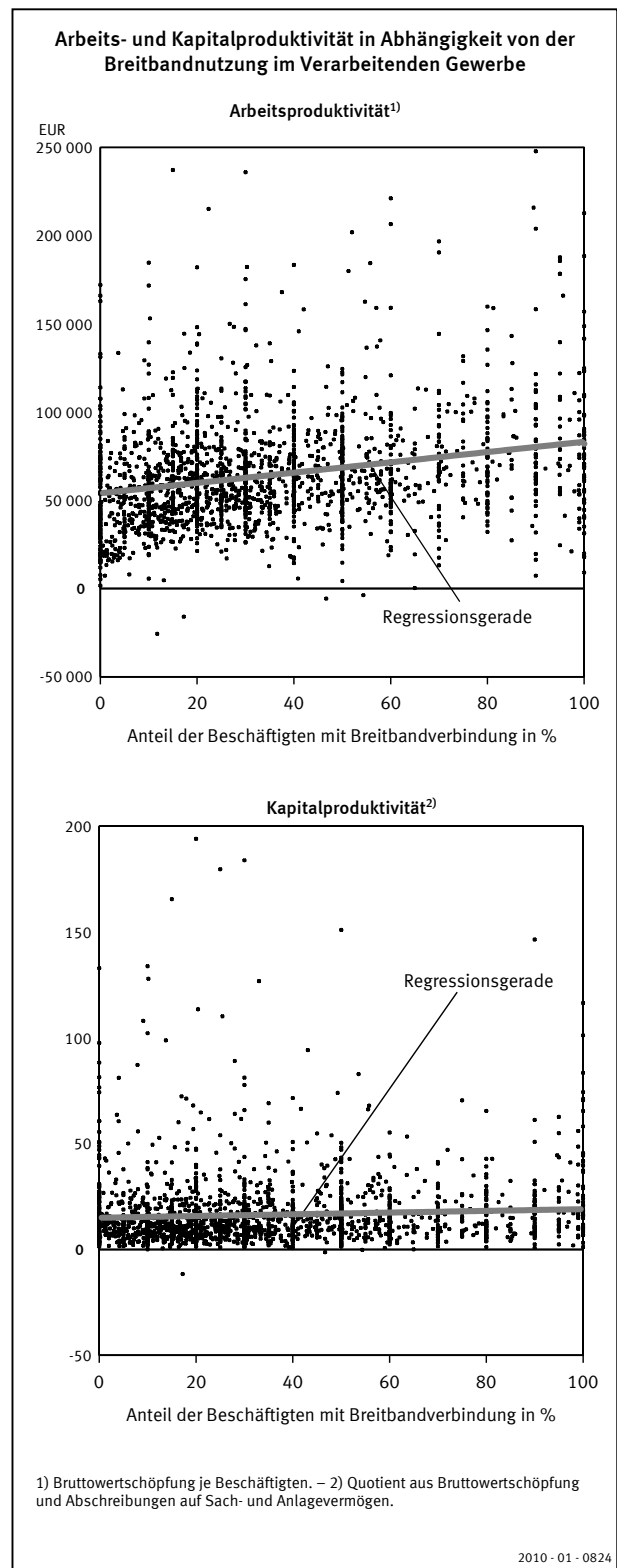 Arbeits- und Kapitalproduktivität in Abhängigkeit von der
Breitbandnutzung im Verarbeitenden Gewerbe
Arbeitsproduktivität1)
EUR
250 000
200 000
150 000
100 000
50 000
0
-50 000
Regressionsgerade
0 20 40 60 80 100
Anteil der Beschäftigten mit Breitbandverbindung in %
Kapitalproduktivität2)
200
150
100
50
0
-50
Regressionsgerade
0 20 40 60 80 100
Anteil der Beschäftigten mit Breitbandverbindung in %
1) Bruttowertschöpfung je Beschäftigten. – 2) Quotient aus Bruttowertschöpfung
und Abschreibungen auf Sach- und Anlagevermögen.
2010 - 01 - 0824